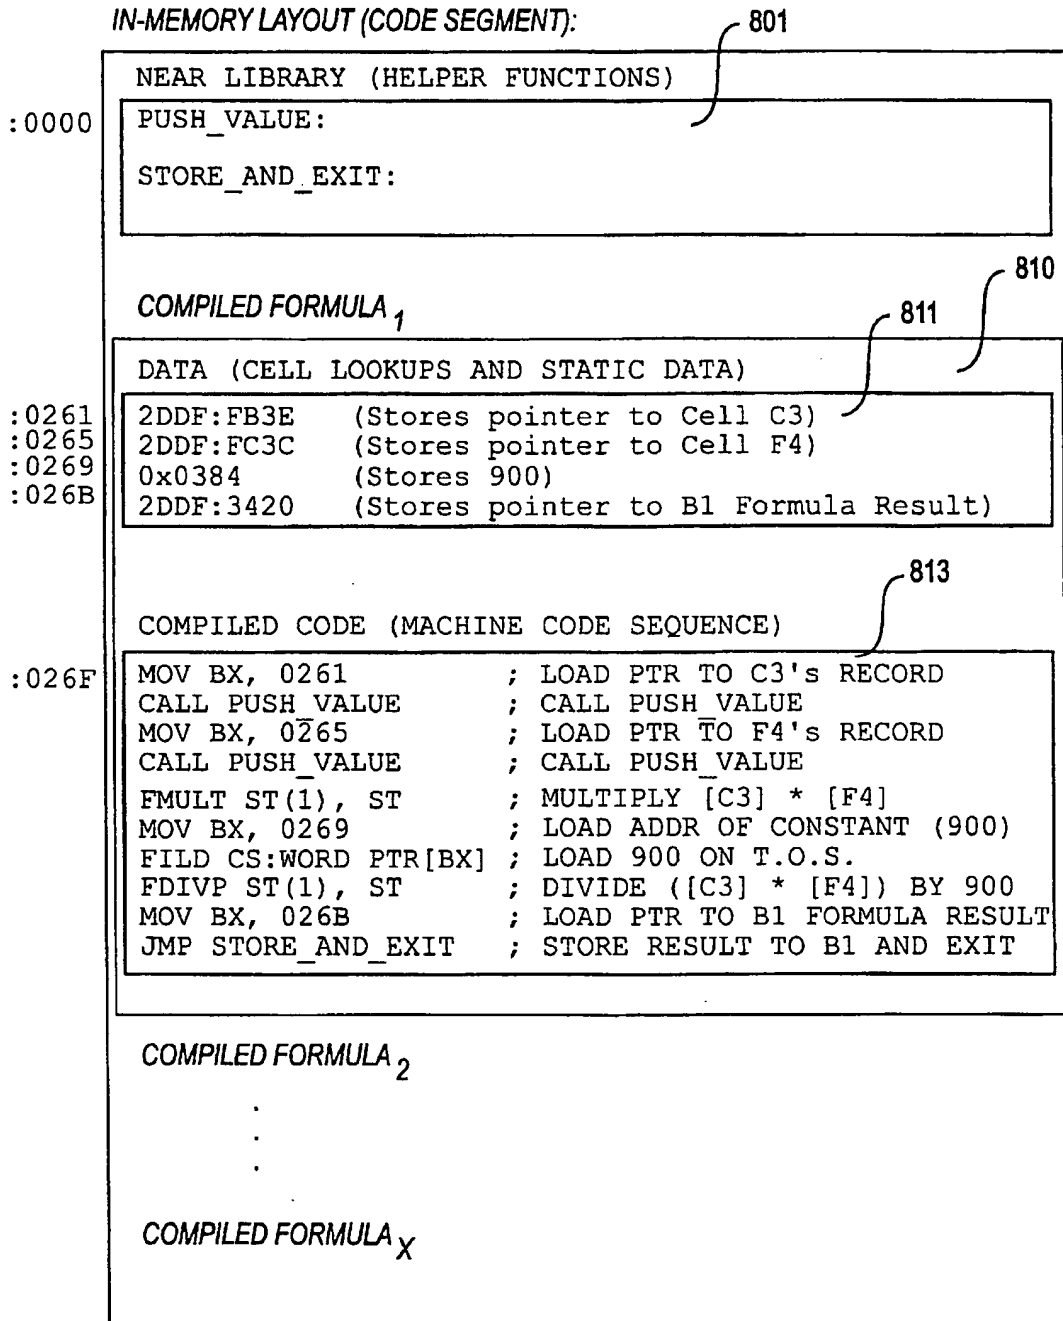 IN-MEMORY LAYOUT (CODE SEGMENT):
801
NEAR LIBRARY (HELPER FUNCTIONS)
:0000 PUSH_VALUE:
STORE_AND_EXIT:
810
COMPILED FORMULA 1
811
DATA (CELL LOOKUPS AND STATIC DATA)
:0261 2DDF:FB3E (Stores pointer to Cell C3)
:0265 2DDF:FC3C (Stores pointer to Cell F4)
:0269 0x0384 (Stores 900)
:026B 2DDF:3420 (Stores pointer to B1 Formula Result)
813
COMPILED CODE (MACHINE CODE SEQUENCE)
:026F MOV BX, 0261 ; LOAD PTR TO C3's RECORD
CALL PUSH_VALUE ; CALL PUSH_VALUE
MOV BX, 0265 ; LOAD PTR TO F4's RECORD
CALL PUSH_VALUE ; CALL PUSH_VALUE
FMULT ST(1), ST ; MULTIPLY [C3] * [F4]
MOV BX, 0269 ; LOAD ADDR OF CONSTANT (900)
FILD CS:WORD PTR[BX] ; LOAD 900 ON T.O.S.
FDIVP ST(1), ST ; DIVIDE ([C3] * [F4]) BY 900
MOV BX, 026B ; LOAD PTR TO B1 FORMULA RESULT
JMP STORE_AND_EXIT ; STORE RESULT TO B1 AND EXIT
COMPILED FORMULA 2
.
.
.
COMPILED FORMULA X